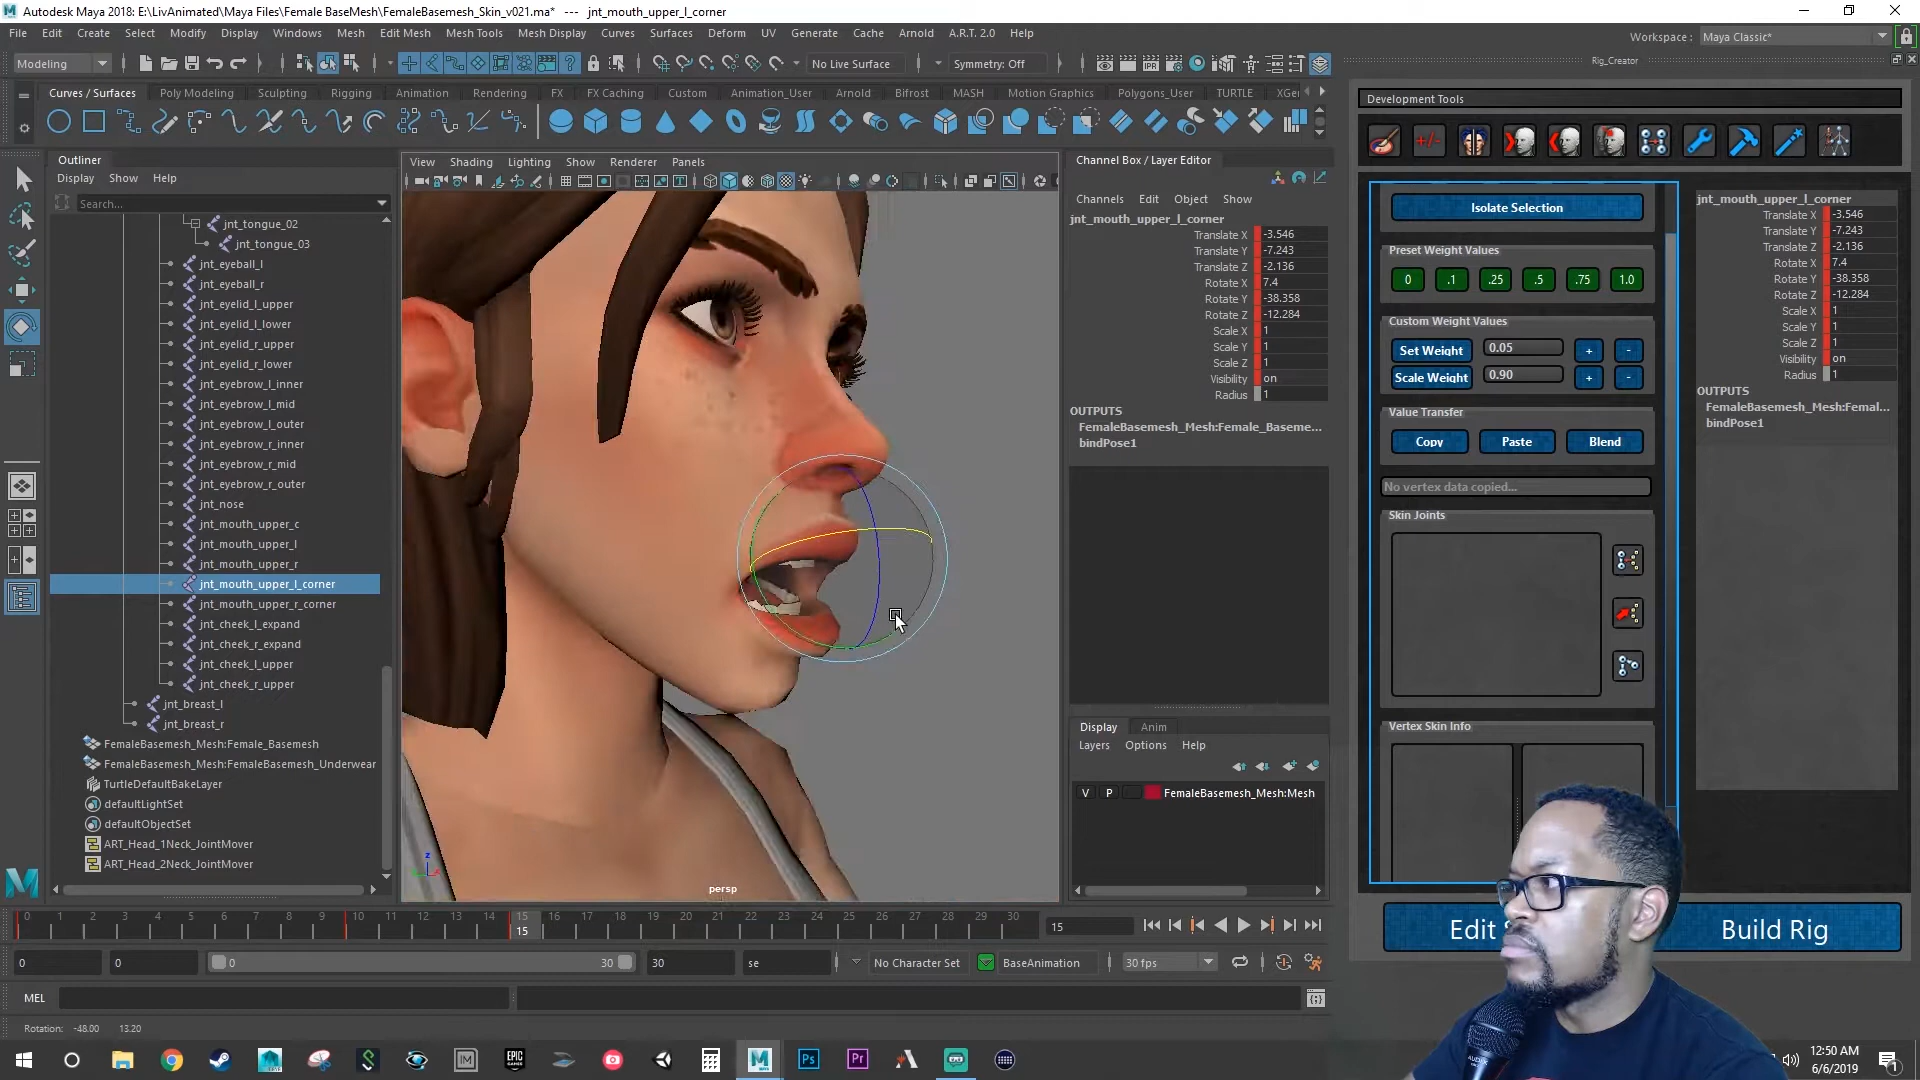 Autodesk Maya 2018: E:\LivAnimated\Maya Files\Female BaseMesh\FemaleBasemesh_Skin_v021.ma*   ---   jnt_mouth_upper_l_corner
File Edit Create Select Modify Display Windows Mesh Edit Mesh Mesh Tools Mesh Display Curves Surfaces Deform UV Generate Cache Arnold A.R.T. 2.0 Help
Workspace : Maya Classic*
Modeling
No Live Surface
Symmetry: Off
Rig_Creator
Curves / Surfaces Poly Modeling Sculpting Rigging Animation Rendering FX FX Caching Custom Animation_User Arnold Bifrost MASH Motion Graphics Polygons_User TURTLE XGen
Development Tools
Outliner
Display Show Help
Search...
jnt_tongue_02
jnt_tongue_03
jnt_eyeball_l
jnt_eyeball_r
jnt_eyelid_l_upper
jnt_eyelid_l_lower
jnt_eyelid_r_upper
jnt_eyelid_r_lower
jnt_eyebrow_l_inner
jnt_eyebrow_l_mid
jnt_eyebrow_l_outer
jnt_eyebrow_r_inner
jnt_eyebrow_r_mid
jnt_eyebrow_r_outer
jnt_nose
jnt_mouth_upper_c
jnt_mouth_upper_l
jnt_mouth_upper_r
jnt_mouth_upper_l_corner
jnt_mouth_upper_r_corner
jnt_cheek_l_expand
jnt_cheek_r_expand
jnt_cheek_l_upper
jnt_cheek_r_upper
jnt_breast_l
jnt_breast_r
FemaleBasemesh_Mesh:Female_Basemesh
FemaleBasemesh_Mesh:FemaleBasemesh_Underwear
TurtleDefaultBakeLayer
defaultLightSet
defaultObjectSet
ART_Head_1Neck_JointMover
ART_Head_2Neck_JointMover
View Shading Lighting Show Renderer Panels
persp
z
Channel Box / Layer Editor
Channels Edit Object Show
jnt_mouth_upper_l_corner
Translate X -3.546
Translate Y -7.243
Translate Z -2.136
Rotate X 7.4
Rotate Y -38.358
Rotate Z -12.284
Scale X 1
Scale Y 1
Scale Z 1
Visibility on
Radius 1
OUTPUTS
FemaleBasemesh_Mesh:Female_Baseme...
bindPose1
Display Anim
Layers Options Help
V P FemaleBasemesh_Mesh:Mesh
Isolate Selection
Preset Weight Values
0 .1 .25 .5 .75 1.0
Custom Weight Values
Set Weight 0.05 + -
Scale Weight 0.90 + -
Value Transfer
Copy Paste Blend
No vertex data copied...
Skin Joints
Vertex Skin Info
jnt_mouth_upper_l_corner
Translate X -3.546
Translate Y -7.243
Translate Z -2.136
Rotate X 7.4
Rotate Y -38.358
Rotate Z -12.284
Scale X 1
Scale Y 1
Scale Z 1
Visibility on
Radius 1
OUTPUTS
FemaleBasemesh_Mesh:Femal...
bindPose1
Edit
Build Rig
0 1 2 3 4 5 6 7 8 9 10 11 12 13 14 15 16 17 18 19 20 21 22 23 24 25 26 27 28 29 30
15
15
0 0 0 30 30 se No Character Set BaseAnimation 30 fps
MEL
Rotation: -48.00 13.20
12:50 AM
6/6/2019